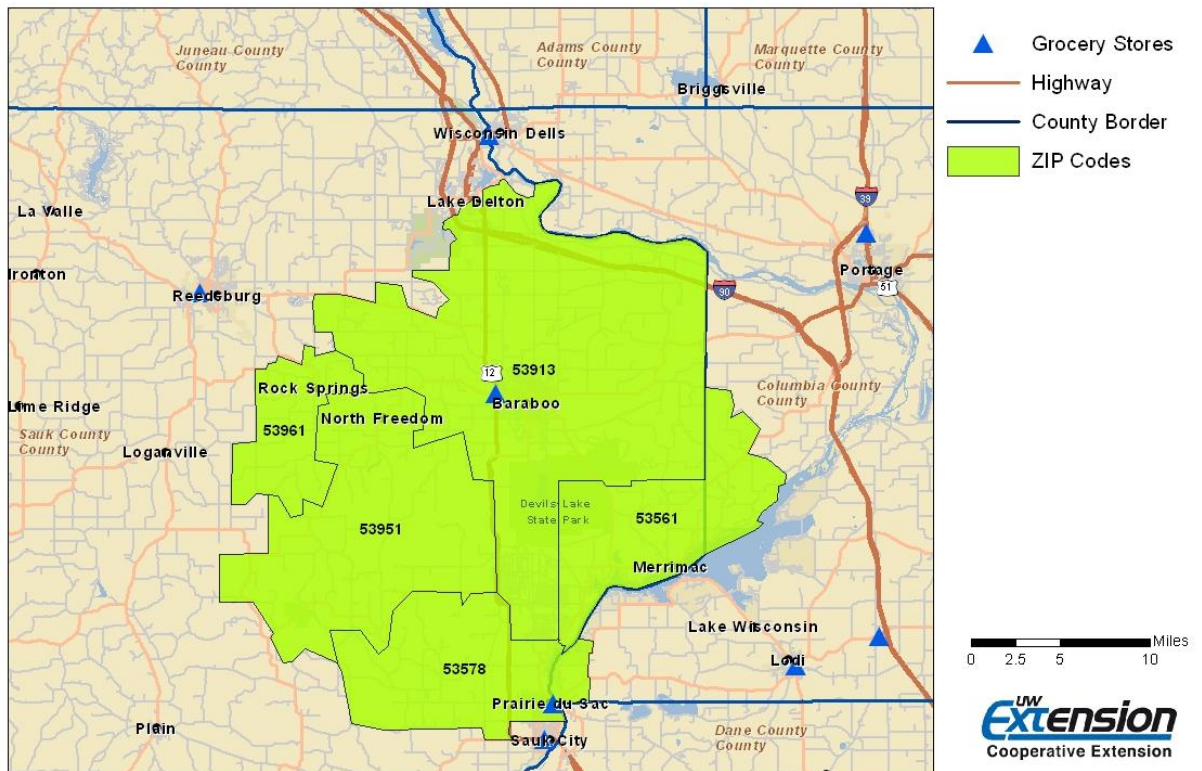 Juneau County
County
Adams County
County
Marquette County
County
Briggsville
Wisconsin Dells
La Valle
Lake Delton
39
Ironton
Portage
51
Reedsburg
90
12
53913
Rock Springs
Baraboo
Columbia County
County
Lime Ridge
North Freedom
Sauk County
County
53961
Loganville
Devils Lake
State Park
53561
53951
Merrimac
Lake Wisconsin
53578
Lodi
Prairie du Sac
Plain
Sauk City
Dane County
County
Grocery Stores
Highway
County Border
ZIP Codes
Miles
0 2.5 5 10
UW
Extension
Cooperative Extension